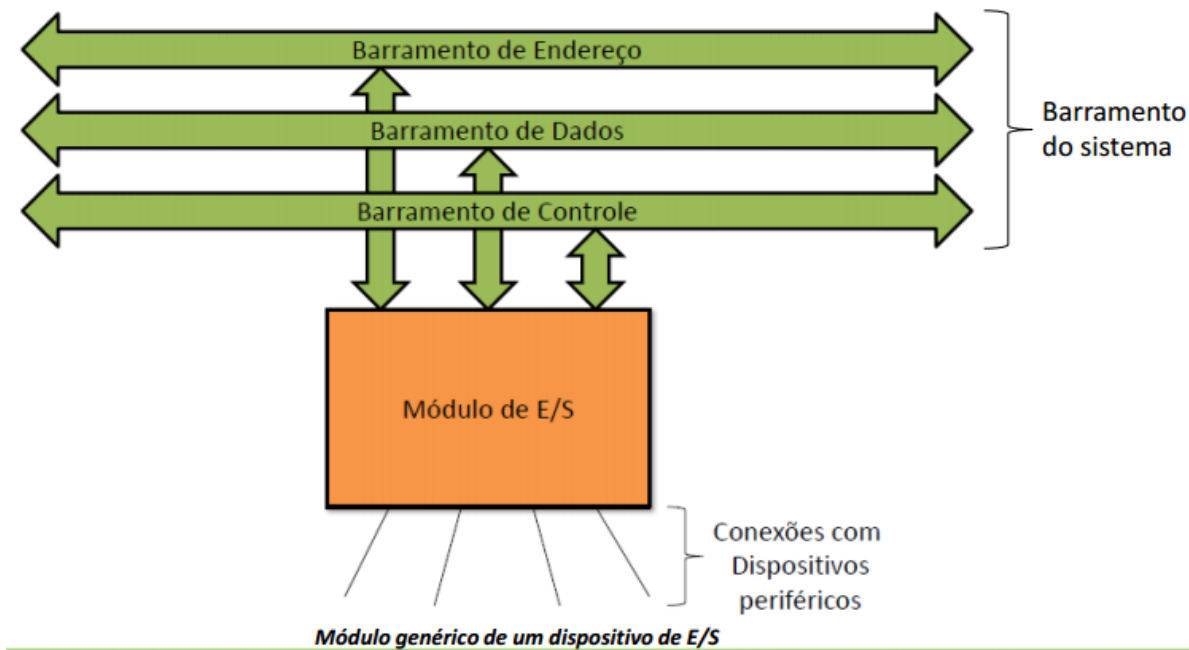 Barramento de Endereço
Barramento de Dados
Barramento de Controle
Barramento
do sistema
Módulo de E/S
Conexões com
Dispositivos
periféricos
Módulo genérico de um dispositivo de E/S